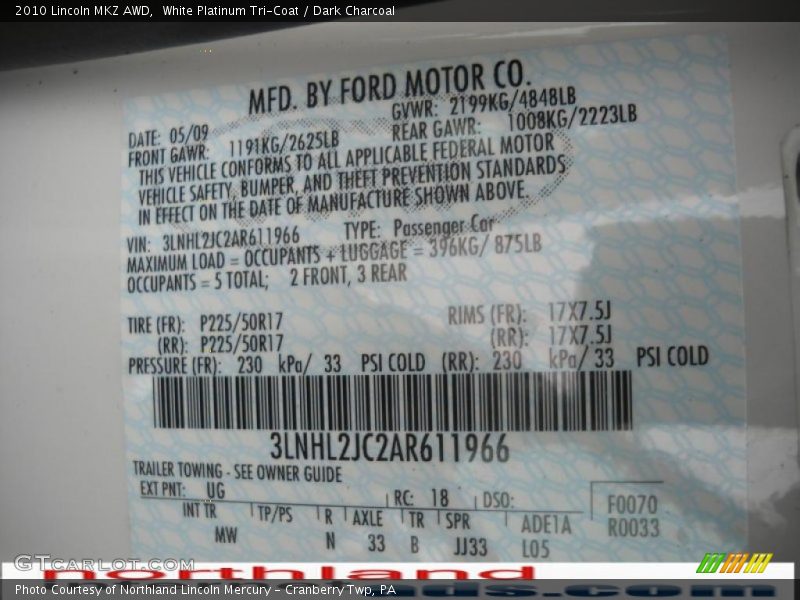 2010 Lincoln MKZ AWD, White Platinum Tri-Coat / Dark Charcoal
MFD. BY FORD MOTOR CO.
DATE: 05/09 GVWR: 2199KG/4848LB
FRONT GAWR: 1191KG/2625LB REAR GAWR: 1008KG/2223LB
THIS VEHICLE CONFORMS TO ALL APPLICABLE FEDERAL MOTOR
VEHICLE SAFETY, BUMPER, AND THEFT PREVENTION STANDARDS
IN EFFECT ON THE DATE OF MANUFACTURE SHOWN ABOVE.
VIN: 3LNHL2JC2AR611966 TYPE: Passenger Car
MAXIMUM LOAD = OCCUPANTS + LUGGAGE = 396KG/ 875LB
OCCUPANTS = 5 TOTAL; 2 FRONT, 3 REAR
TIRE (FR): P225/50R17 RIMS (FR): 17X7.5J
(RR): P225/50R17 (RR): 17X7.5J
PRESSURE (FR): 230 kPa/ 33 PSI COLD (RR): 230 kPa/ 33 PSI COLD
3LNHL2JC2AR611966
TRAILER TOWING - SEE OWNER GUIDE
EXT PNT: UG RC: 18 DSO: F0070
INT TR TP/PS R AXLE TR SPR ADE1A R0033
MW N 33 B JJ33 L05
GTCarLot.com
northland
Photo Courtesy of Northland Lincoln Mercury - Cranberry Twp, PA